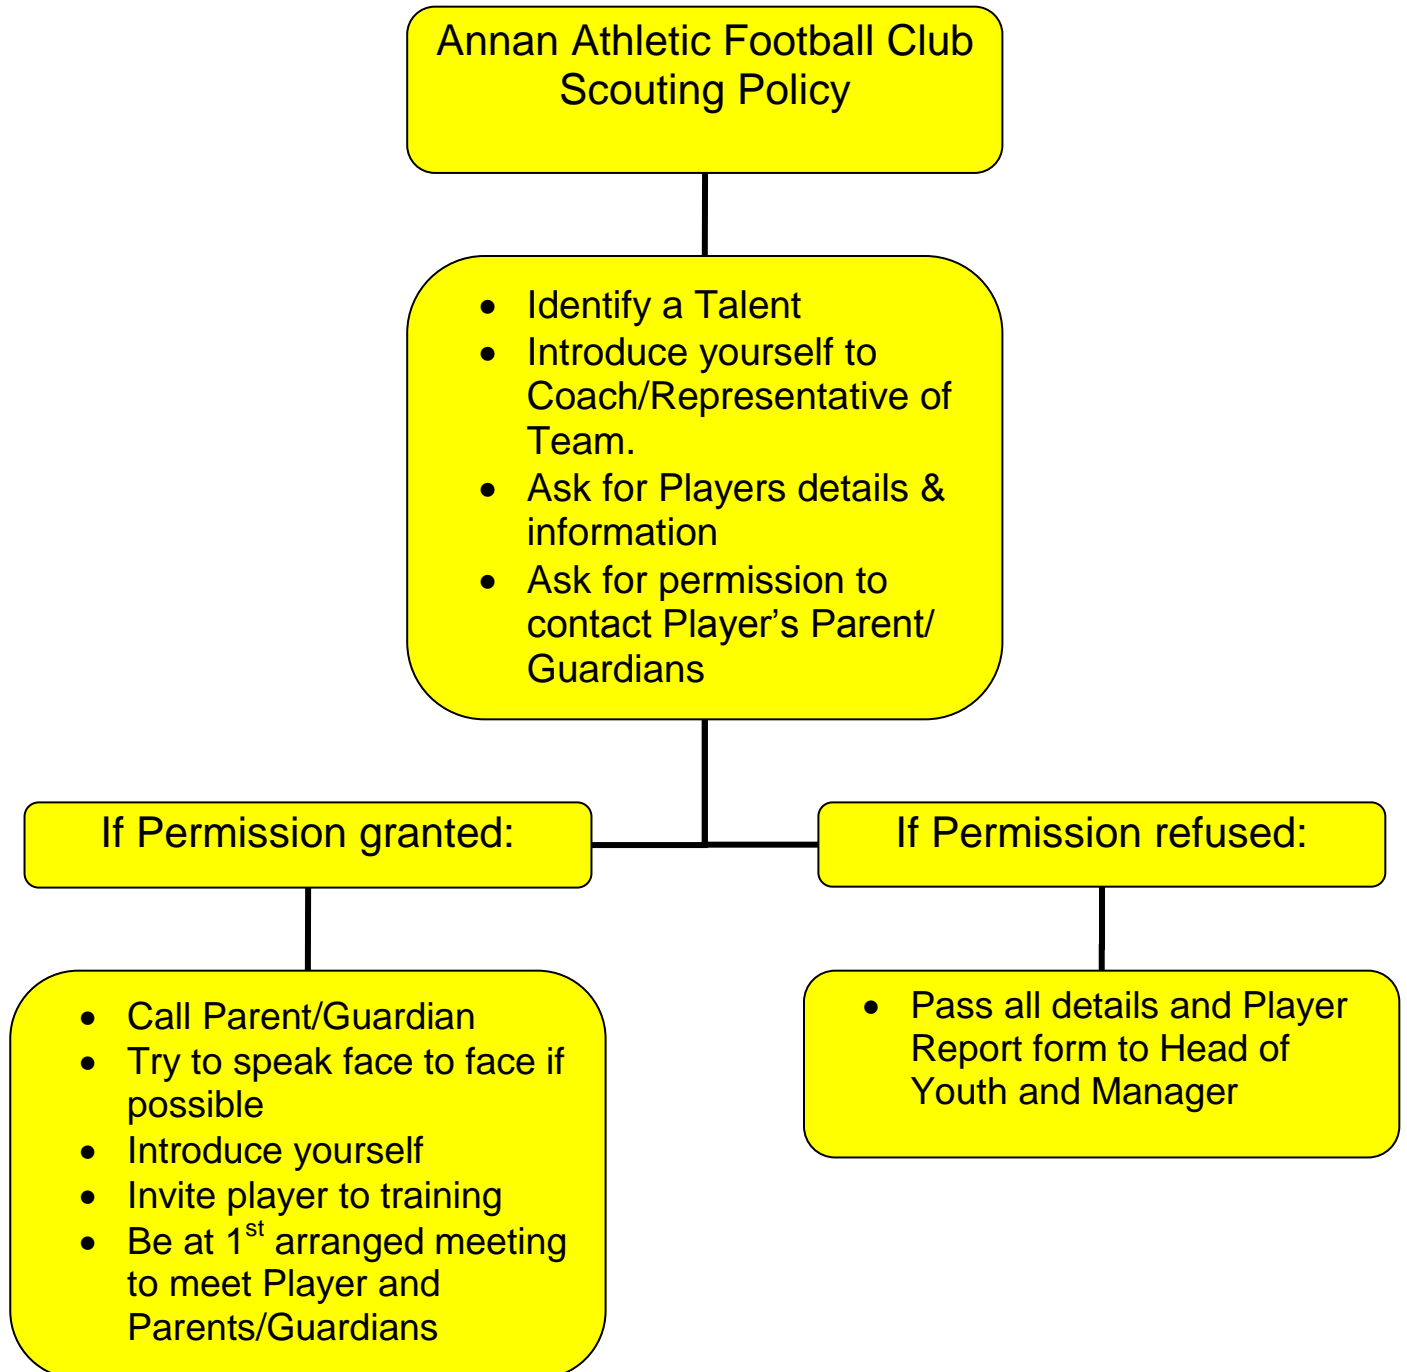 Annan Athletic Football Club
Scouting Policy
• Identify a Talent
• Introduce yourself to
Coach/Representative of
Team.
• Ask for Players details &
information
• Ask for permission to
contact Player’s Parent/
Guardians
If Permission granted:
If Permission refused:
• Call Parent/Guardian
• Try to speak face to face if
possible
• Introduce yourself
• Invite player to training
• Be at 1st arranged meeting
to meet Player and
Parents/Guardians
• Pass all details and Player
Report form to Head of
Youth and Manager